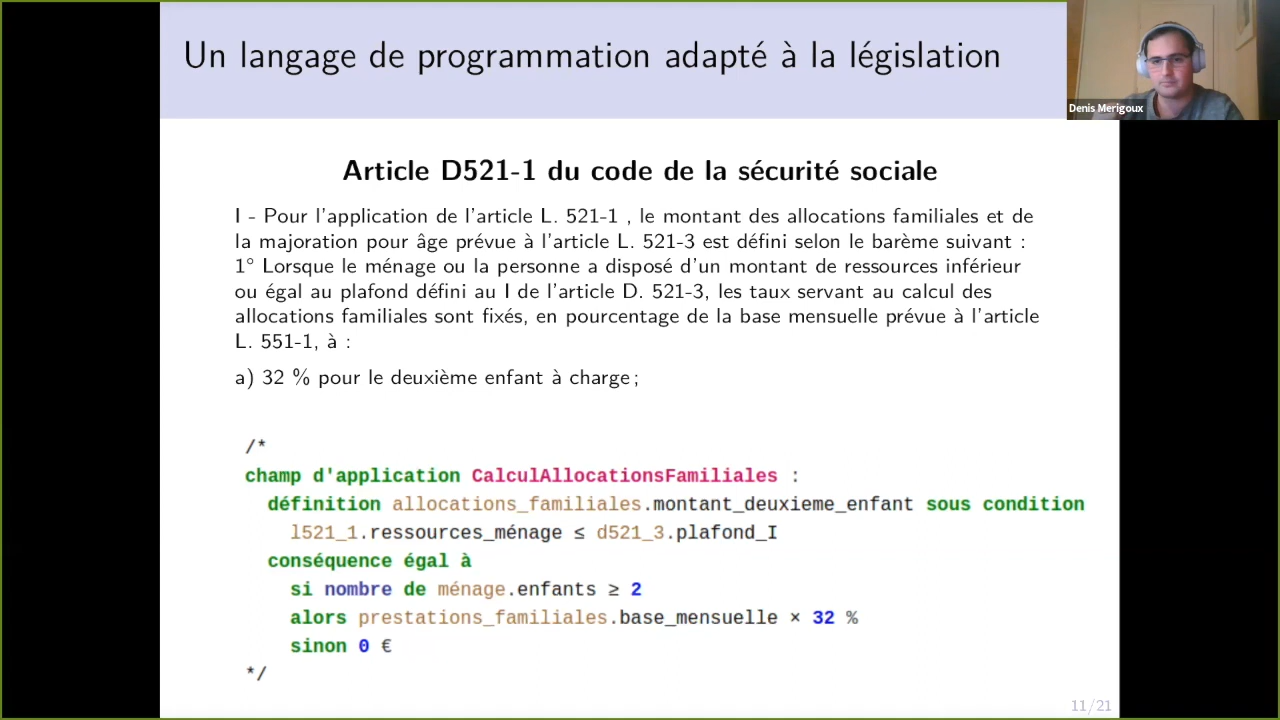 Un langage de programmation adapté à la législation
Denis Merigoux
Article D521-1 du code de la sécurité sociale
I - Pour l'application de l'article L. 521-1 , le montant des allocations familiales et de
la majoration pour âge prévue à l'article L. 521-3 est défini selon le barème suivant :
1° Lorsque le ménage ou la personne a disposé d'un montant de ressources inférieur
ou égal au plafond défini au I de l'article D. 521-3, les taux servant au calcul des
allocations familiales sont fixés, en pourcentage de la base mensuelle prévue à l'article
L. 551-1, à :
a) 32 % pour le deuxième enfant à charge ;
/*
champ d'application CalculAllocationsFamiliales :
définition allocations_familiales.montant_deuxieme_enfant sous condition
l521_1.ressources_ménage ≤ d521_3.plafond_I
conséquence égal à
si nombre de ménage.enfants ≥ 2
alors prestations_familiales.base_mensuelle × 32 %
sinon 0 €
*/
11/21